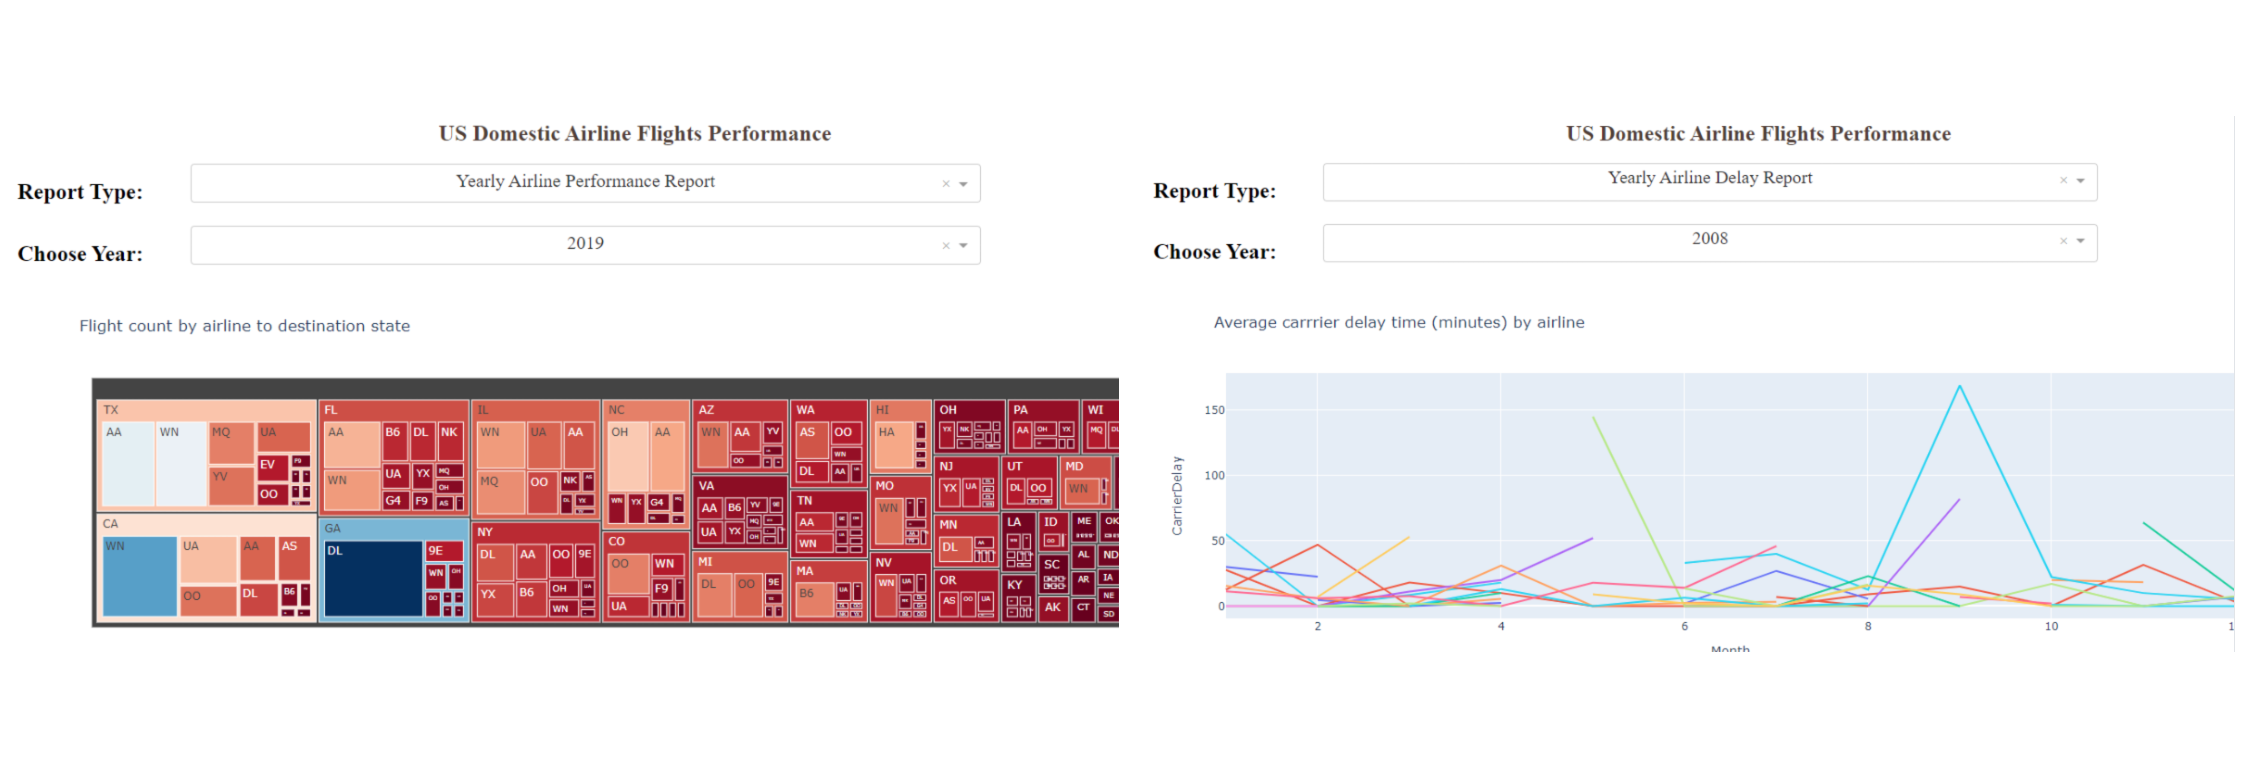 US Domestic Airline Flights Performance
Report Type:
Yearly Airline Performance Report
×
Choose Year:
2019
×
Flight count by airline to destination state
TX
AA
WN
MQ
UA
YV
EV
F9
OO
CA
WN
UA
AA
AS
OO
DL
B6
FL
AA
B6
DL
NK
WN
UA
YX
MQ
OH
G4
F9
AS
GA
DL
9E
WN
OH
OO
IL
WN
UA
AA
MQ
OO
NK
AS
DL
YX
NY
DL
AA
OO
9E
YX
B6
OH
UA
WN
NC
OH
AA
WN
YX
G4
MQ
CO
OO
WN
F9
UA
AZ
WN
AA
YV
OO
VA
AA
B6
YV
9E
UA
YX
MQ
OH
MI
DL
OO
9E
WA
AS
OO
WN
DL
AA
TN
AA
WN
MA
B6
UA
HI
HA
MO
WN
NV
WN
UA
OH
YX
NK
NJ
YX
UA
MN
DL
AA
OR
AS
OO
UA
PA
AA
OH
YX
UT
DL
OO
LA
KY
WI
MQ
MD
WN
ID
OO
SC
AK
ME
OK
AL
ND
AR
IA
NE
CT
SD
US Domestic Airline Flights Performance
Report Type:
Yearly Airline Delay Report
×
Choose Year:
2008
×
Average carrrier delay time (minutes) by airline
CarrierDelay
150
100
50
0
2
4
6
8
10
1
Month